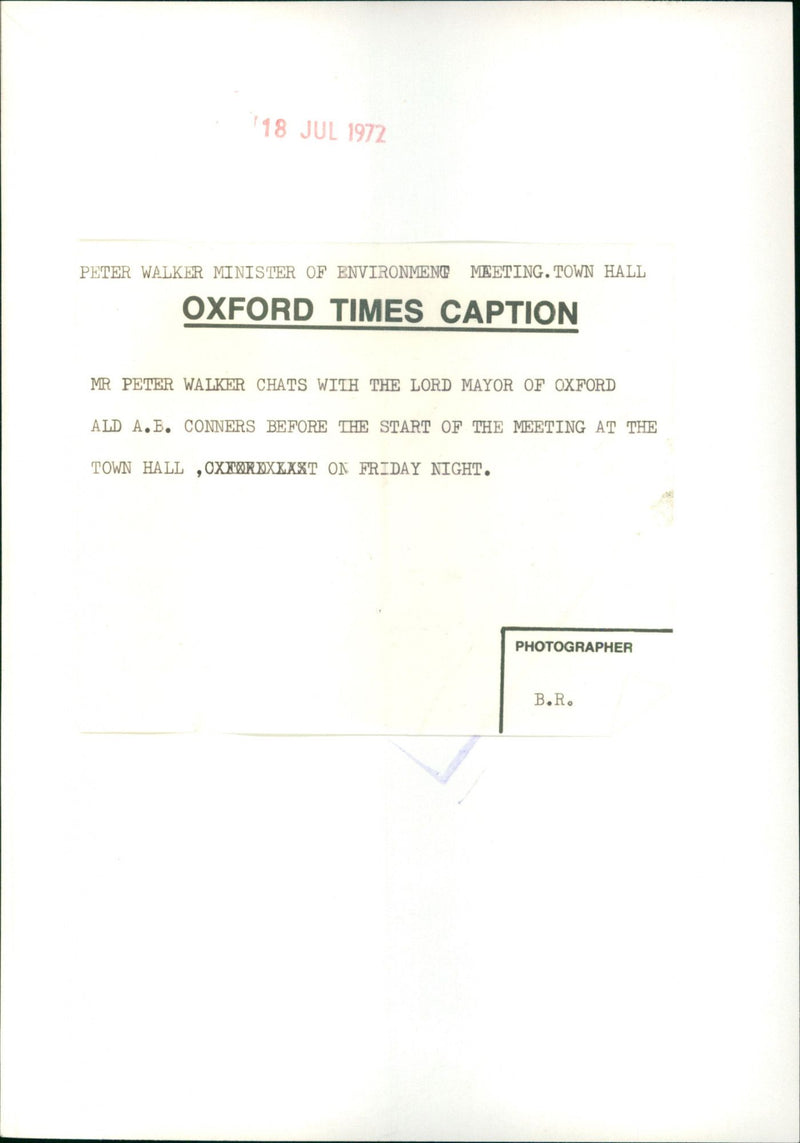 18 JUL 1972
PETER WALKER MINISTER OF ENVIRONMENT MEETING.TOWN HALL
OXFORD TIMES CAPTION
MR PETER WALKER CHATS WITH THE LORD MAYOR OF OXFORD
ALD A.B. CONNERS BEFORE THE START OF THE MEETING AT THE
TOWN HALL , ON FRIDAY NIGHT.
PHOTOGRAPHER
B.R.